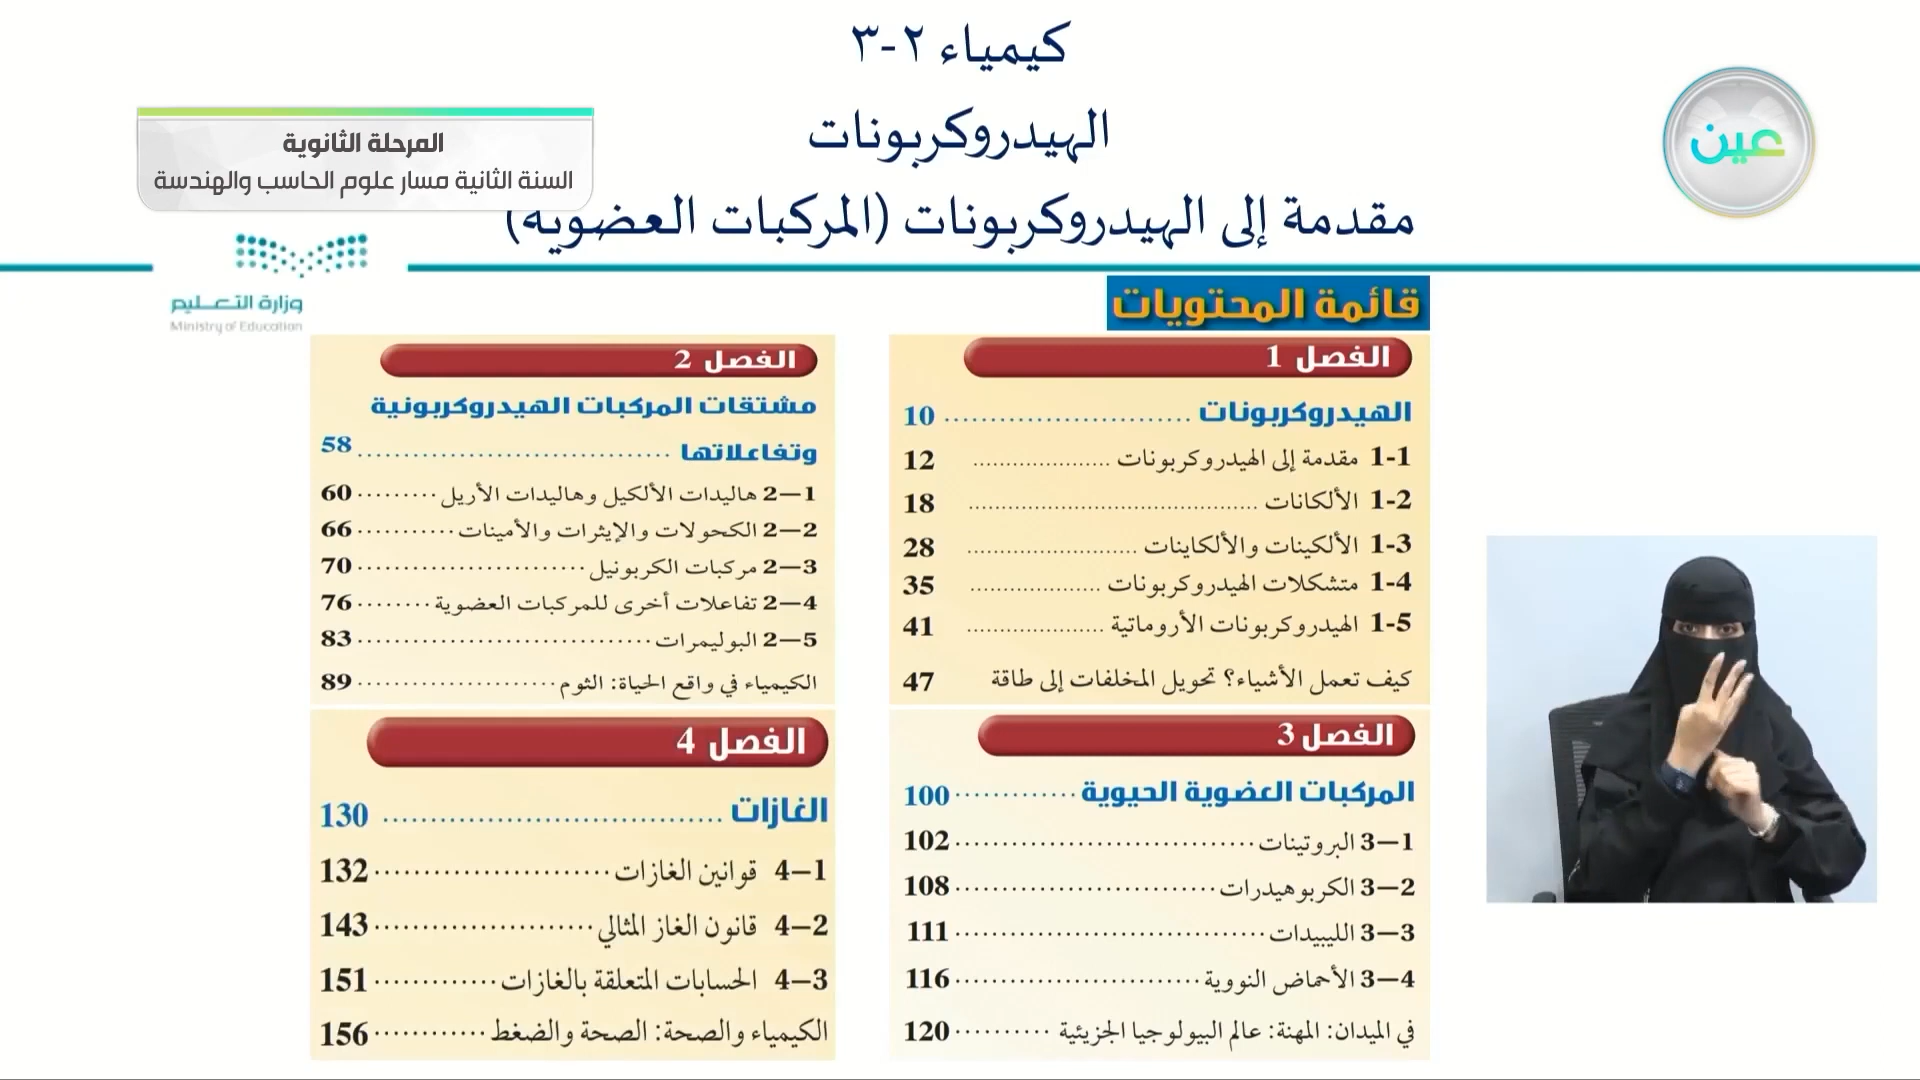 كيمياء ٢-٣
الهيدروكربونات
مقدمة إلى الهيدروكربونات (المركبات العضوية)
عين
المرحلة الثانوية
السنة الثانية مسار علوم الحاسب والهندسة
وزارة التعليم
Ministry of Education
قائمة المحتويات
الفصل 1
الهيدروكربونات ........................ 10
1-1 مقدمة إلى الهيدروكربونات .................... 12
1-2 الألكانات .......................................... 18
1-3 الألكينات والألكاينات ......................... 28
1-4 متشكلات الهيدروكربونات ................... 35
1-5 الهيدروكربونات الأروماتية .................... 41
كيف تعمل الأشياء؟ تحويل المخلفات إلى طاقة 47
الفصل 2
مشتقات المركبات الهيدروكربونية
وتفاعلاتها ................................ 58
2–1 هاليدات الألكيل وهاليدات الأريل ......... 60
2–2 الكحولات والإيثرات والأمينات ........... 66
2–3 مركبات الكربونيل ......................... 70
2–4 تفاعلات أخرى للمركبات العضوية ........ 76
2–5 البوليمرات ................................ 83
الكيمياء في واقع الحياة: الثوم ...................... 89
الفصل 3
المركبات العضوية الحيوية ............. 100
3–1 البروتينات ................................ 102
3–2 الكربوهيدرات ............................ 108
3–3 الليبيدات .................................. 111
3–4 الأحماض النووية .......................... 116
في الميدان: المهنة: عالم البيولوجيا الجزيئية .......... 120
الفصل 4
الغازات .................................... 130
4–1 قوانين الغازات ......................... 132
4–2 قانون الغاز المثالي ....................... 143
4–3 الحسابات المتعلقة بالغازات ............. 151
الكيمياء والصحة: الصحة والضغط ............ 156